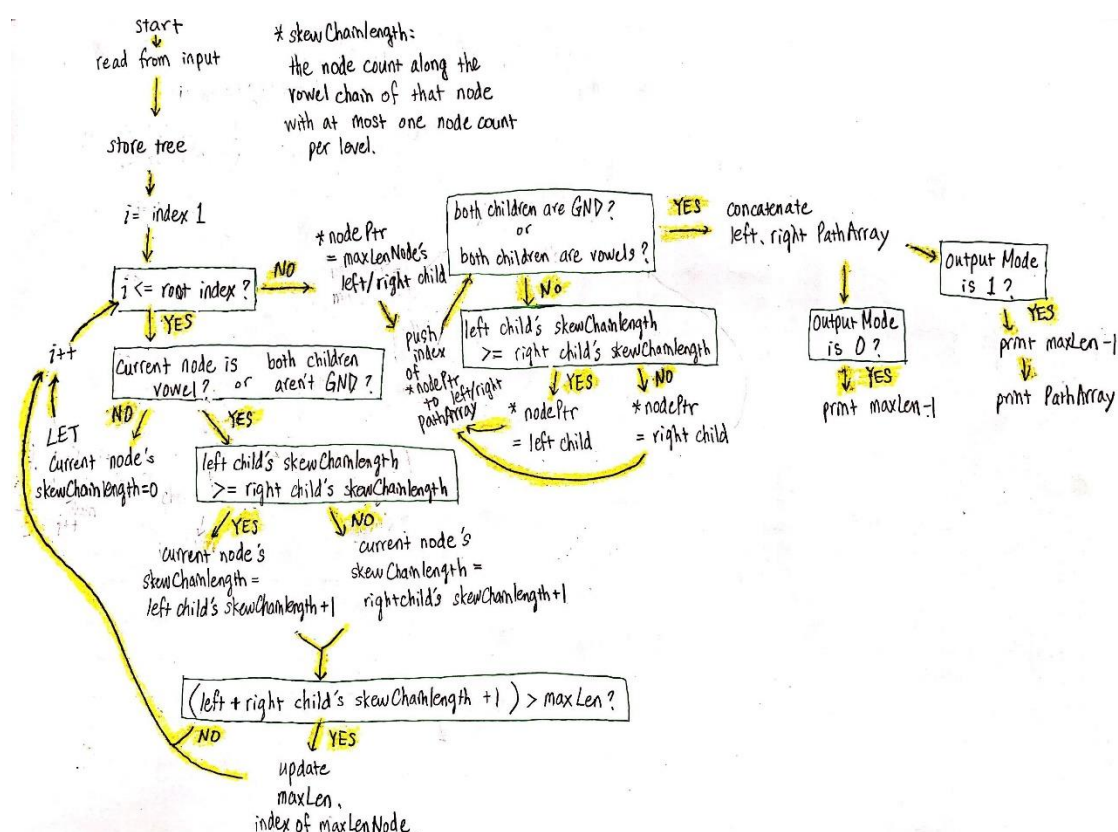 start
read from input
store tree
i = index 1
i <= root index ?
YES
NO
Current node is vowel? or both children aren't GND ?
NO
YES
LET
current node's
skewChainlength=0
i++
i++
left child's skewChainlength
>= right child's skewChainlength
YES
NO
current node's
skewChainlength =
left child's skewChainlength+1
current node's
skewChainlength =
rightchild's skewChainlength+1
(left + right child's skewChainlength +1) > maxLen ?
NO
YES
update
maxLen,
index of maxLenNode
* skewChainlength:
the node count along the
vowel chain of that node
with at most one node count
per level.
*nodePtr
= maxLenNode's
left/right child
push
index
of
*nodePtr
to left/right
PathArray
both children are GND ?
or
both children are vowels ?
YES
NO
left child's skewChainlength
>= right child's skewChainlength
YES
NO
* nodePtr
= left child
*nodePtr
= right child
concatenate
left, right PathArray
Output Mode
is 0 ?
YES
print maxLen-1
Output Mode
is 1 ?
YES
print maxLen-1
print PathArray